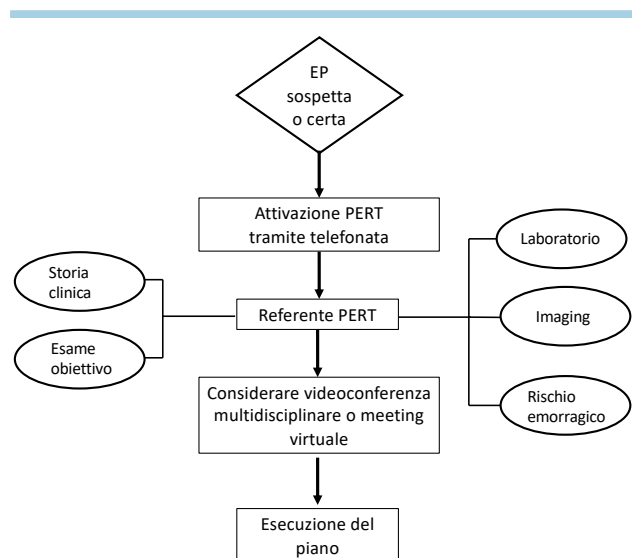 EP
sospetta
o certa
Attivazione PERT
tramite telefonata
Laboratorio
Storia
clinica
Referente PERT
Imaging
Esame
obiettivo
Considerare videoconferenza
multidisciplinare o meeting
virtuale
Rischio
emorragico
Esecuzione del
piano